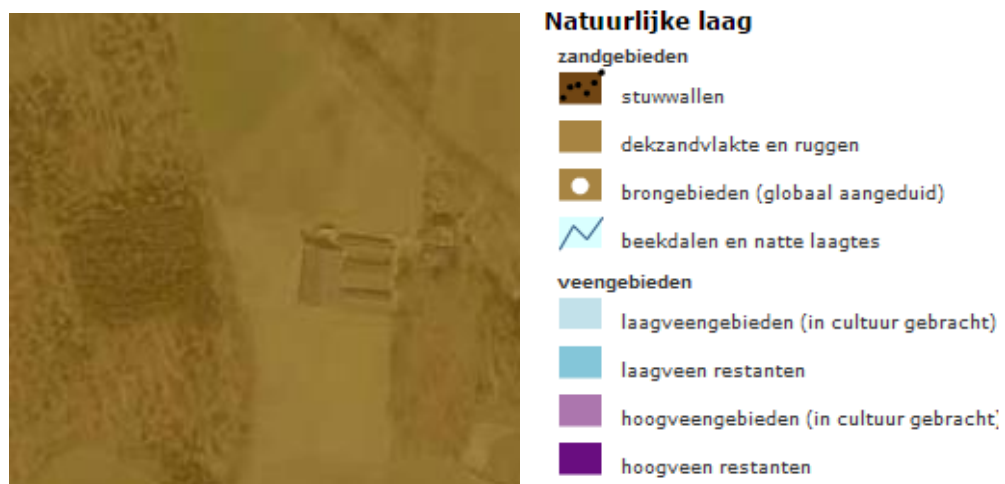 Natuurlijke laag
zandgebieden
stuwwallen
dekzandvlakte en ruggen
brongebieden (globaal aangeduid)
beekdalen en natte laagtes
veengebieden
laagveengebieden (in cultuur gebracht)
laagveen restanten
hoogveengebieden (in cultuur gebracht)
hoogveen restanten